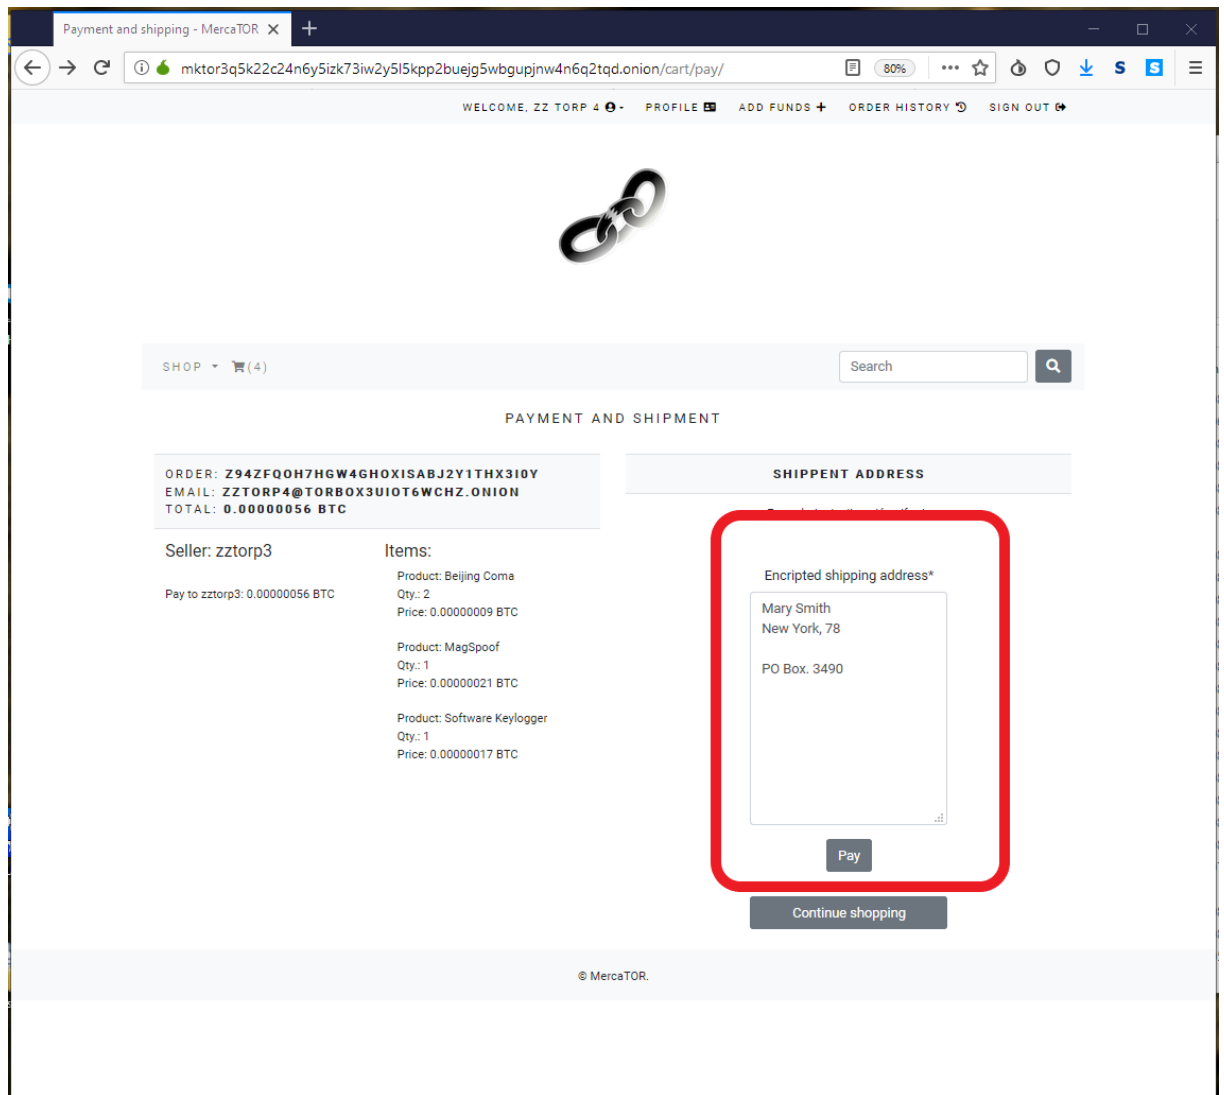 Payment and shipping - MercaTOR
mktor3q5k22c24n6y5izk73iw2y5l5kpp2buejg5wbgupjnw4n6q2tqd.onion/cart/pay/
80%
WELCOME, ZZ TORP 4
PROFILE
ADD FUNDS
ORDER HISTORY
SIGN OUT
SHOP
(4)
Search
PAYMENT AND SHIPMENT
ORDER: Z94ZFQOH7HGW4GHOXISABJ2Y1THX3I0Y
EMAIL: ZZTORP4@TORBOX3UIOT6WCHZ.ONION
TOTAL: 0.00000056 BTC
SHIPPENT ADDRESS
Seller: zztorp3
Pay to zztorp3: 0.00000056 BTC
Items:
Product: Beijing Coma
Qty.: 2
Price: 0.00000009 BTC
Product: MagSpoof
Qty.: 1
Price: 0.00000021 BTC
Product: Software Keylogger
Qty.: 1
Price: 0.00000017 BTC
Encripted shipping address*
Mary Smith
New York, 78
PO Box. 3490
Pay
Continue shopping
© MercaTOR.